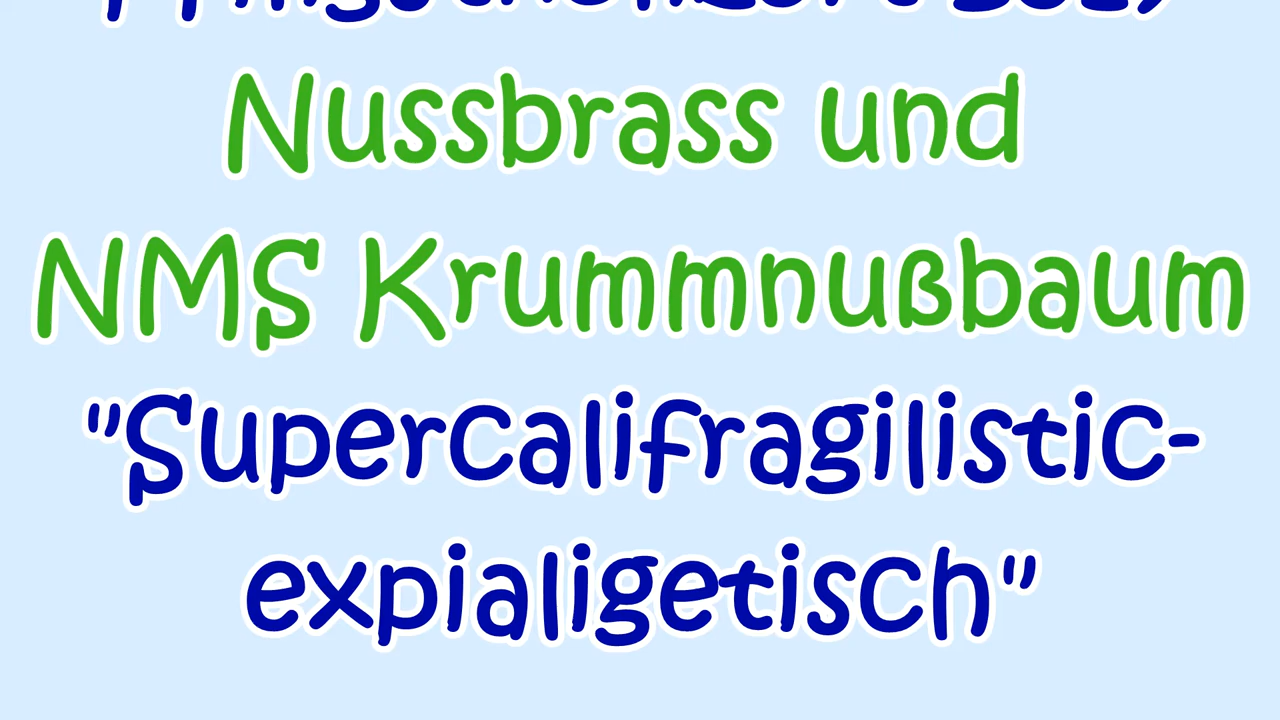 Nussbrass und
NMS Krummnußbaum
"Supercalifragilistic-
expialigetisch"